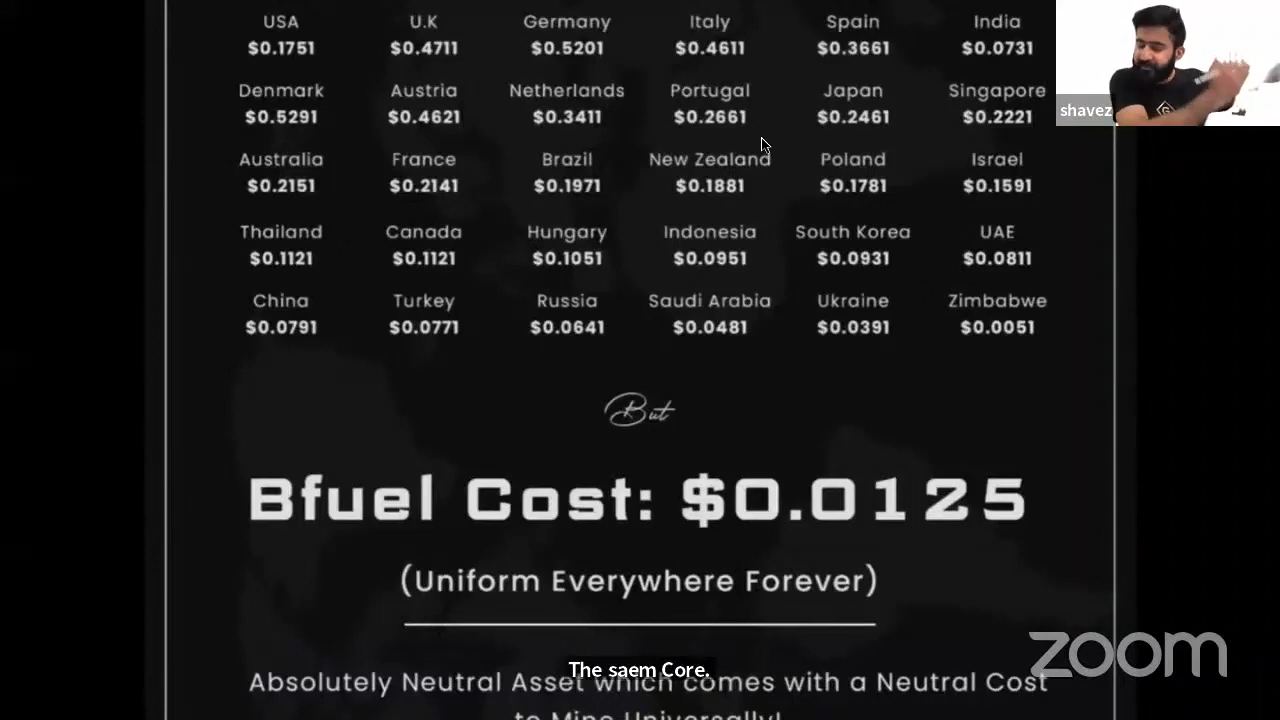 USA U.K Germany Italy Spain India
$0.1751 $0.4711 $0.5201 $0.4611 $0.3661 $0.0731
Denmark Austria Netherlands Portugal Japan Singapore
$0.5291 $0.4621 $0.3411 $0.2661 $0.2461 $0.2221
Australia France Brazil New Zealand Poland Israel
$0.2151 $0.2141 $0.1971 $0.1881 $0.1781 $0.1591
Thailand Canada Hungary Indonesia South Korea UAE
$0.1121 $0.1121 $0.1051 $0.0951 $0.0931 $0.0811
China Turkey Russia Saudi Arabia Ukraine Zimbabwe
$0.0791 $0.0771 $0.0641 $0.0481 $0.0391 $0.0051
shavez
But
Bfuel Cost: $0.0125
(Uniform Everywhere Forever)
zoom
The saem Core.
Absolutely Neutral Asset which comes with a Neutral Cost
to Mine Universally!